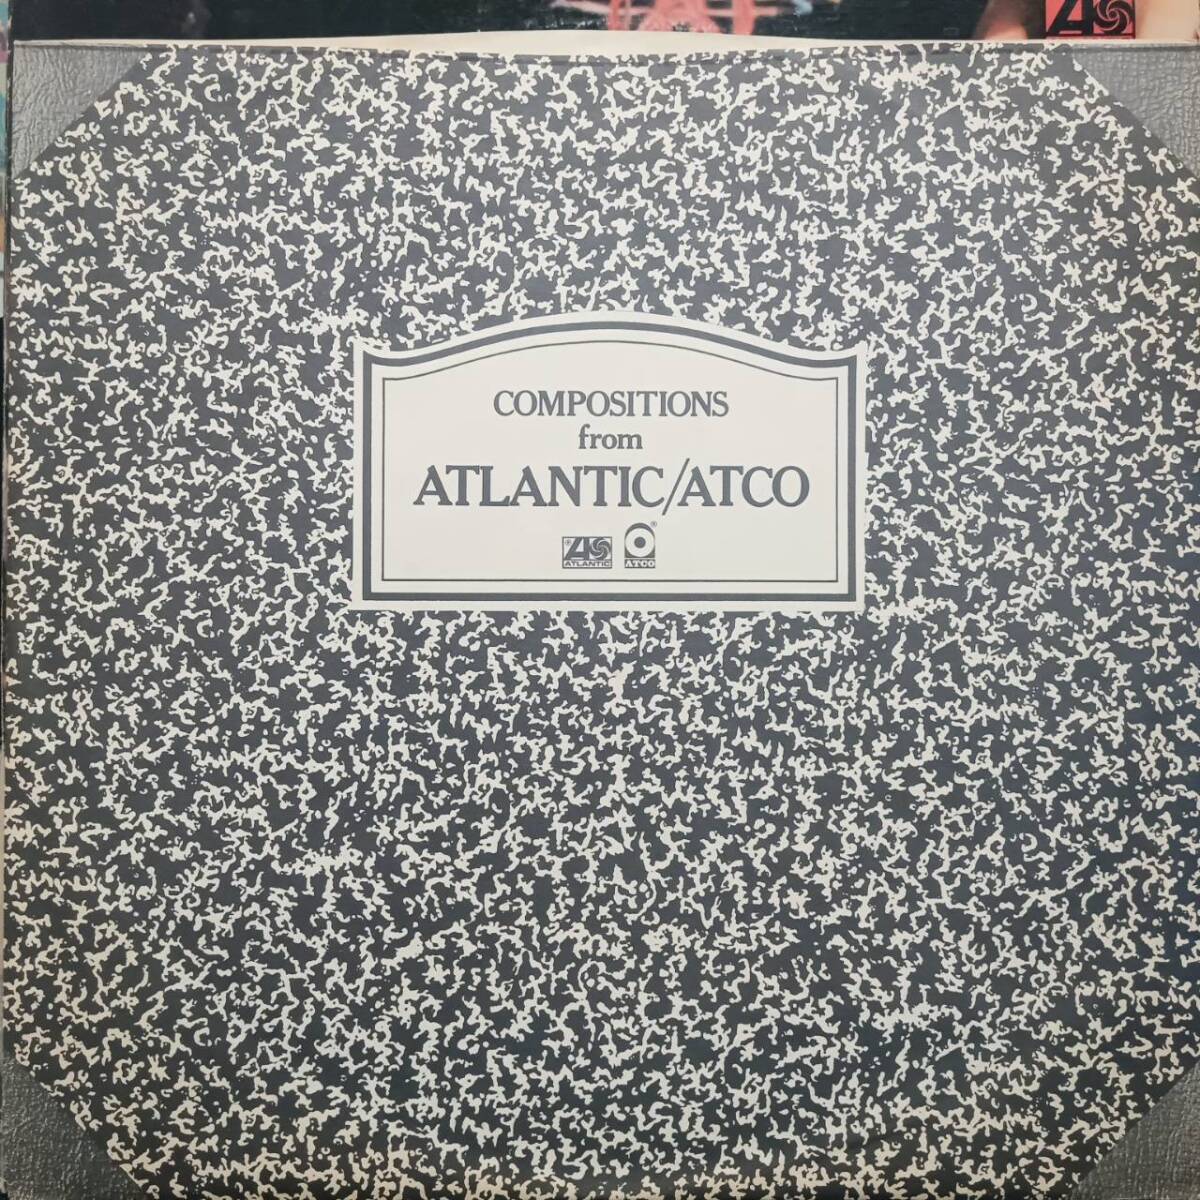 COMPOSITIONS
from
ATLANTIC/ATCO
® ATLANTIC
® ATCO